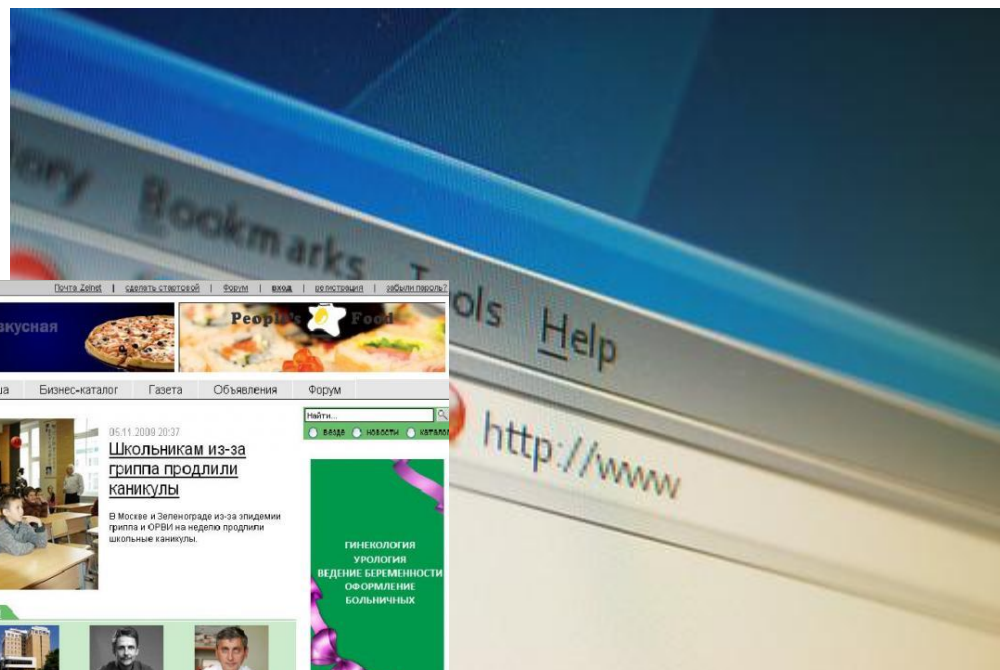 ory Bookmarks Tools Help
http://www
Почта Zelnet | сделать стартовой | Форум | вход | регистрация | забыли пароль?
вкусная
People's Food
ша Бизнес-каталог Газета Объявления Форум
Найти...
везде новости каталог
05.11.2009 20:37
Школьникам из-за
гриппа продлили
каникулы
В Москве и Зеленограде из-за эпидемии
гриппа и ОРВИ на неделю продлили
школьные каникулы.
ГИНЕКОЛОГИЯ
УРОЛОГИЯ
ВЕДЕНИЕ БЕРЕМЕННОСТИ
ОФОРМЛЕНИЕ
БОЛЬНИЧНЫХ